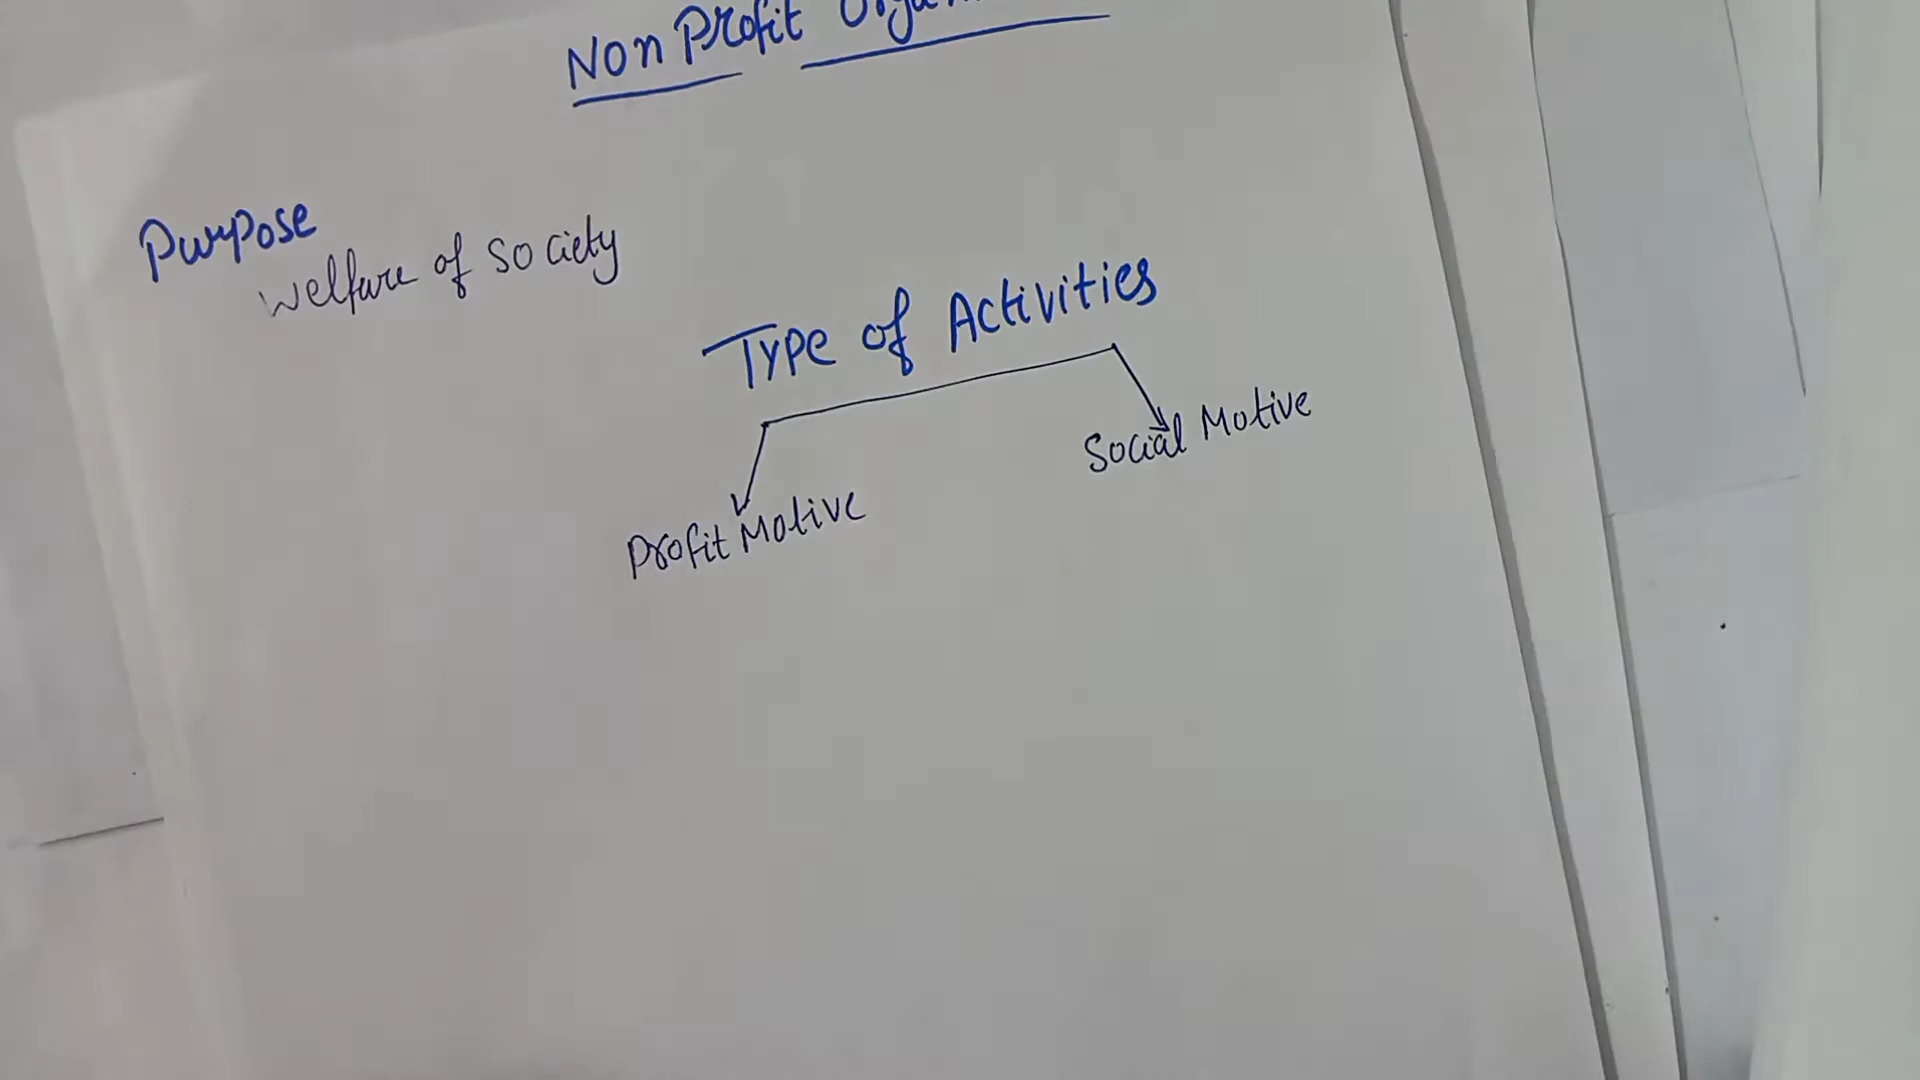 Non Profit
Purpose
welfare of society
Type of Activities
Social Motive
Profit Motive